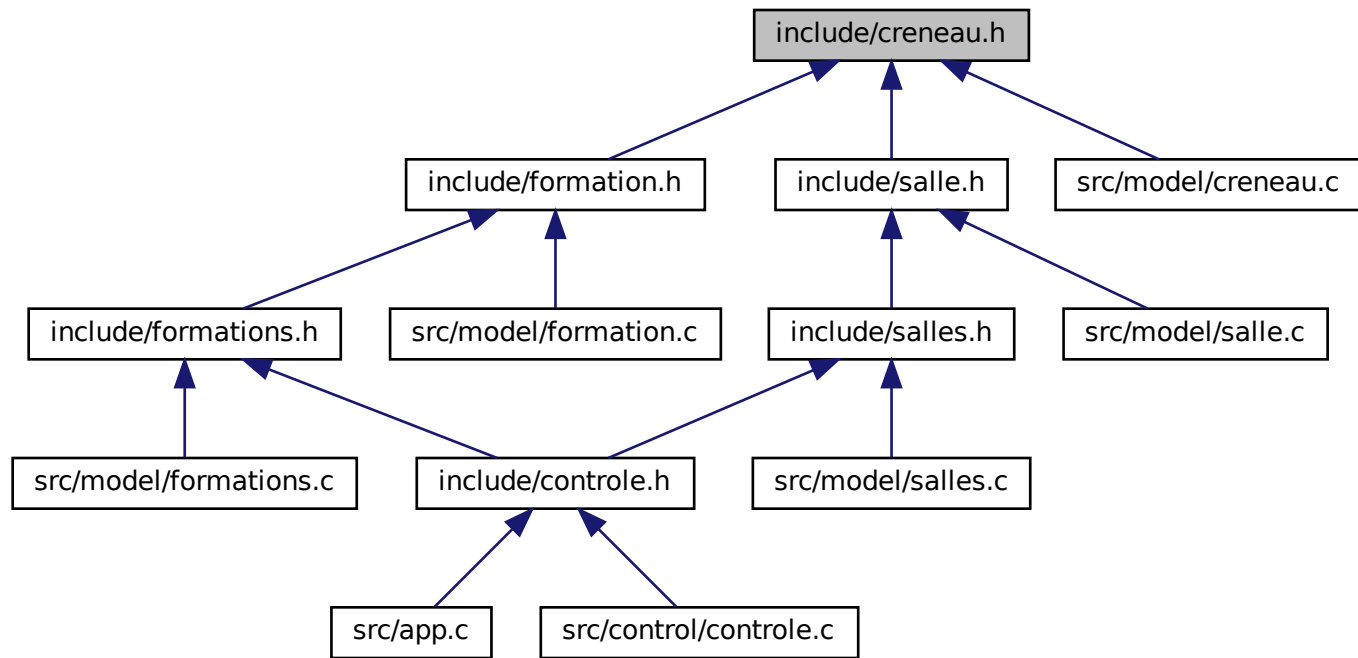 include/creneau.h
include/formation.h
include/salle.h
src/model/creneau.c
include/formations.h
src/model/formation.c
include/salles.h
src/model/salle.c
src/model/formations.c
include/controle.h
src/model/salles.c
src/app.c
src/control/controle.c